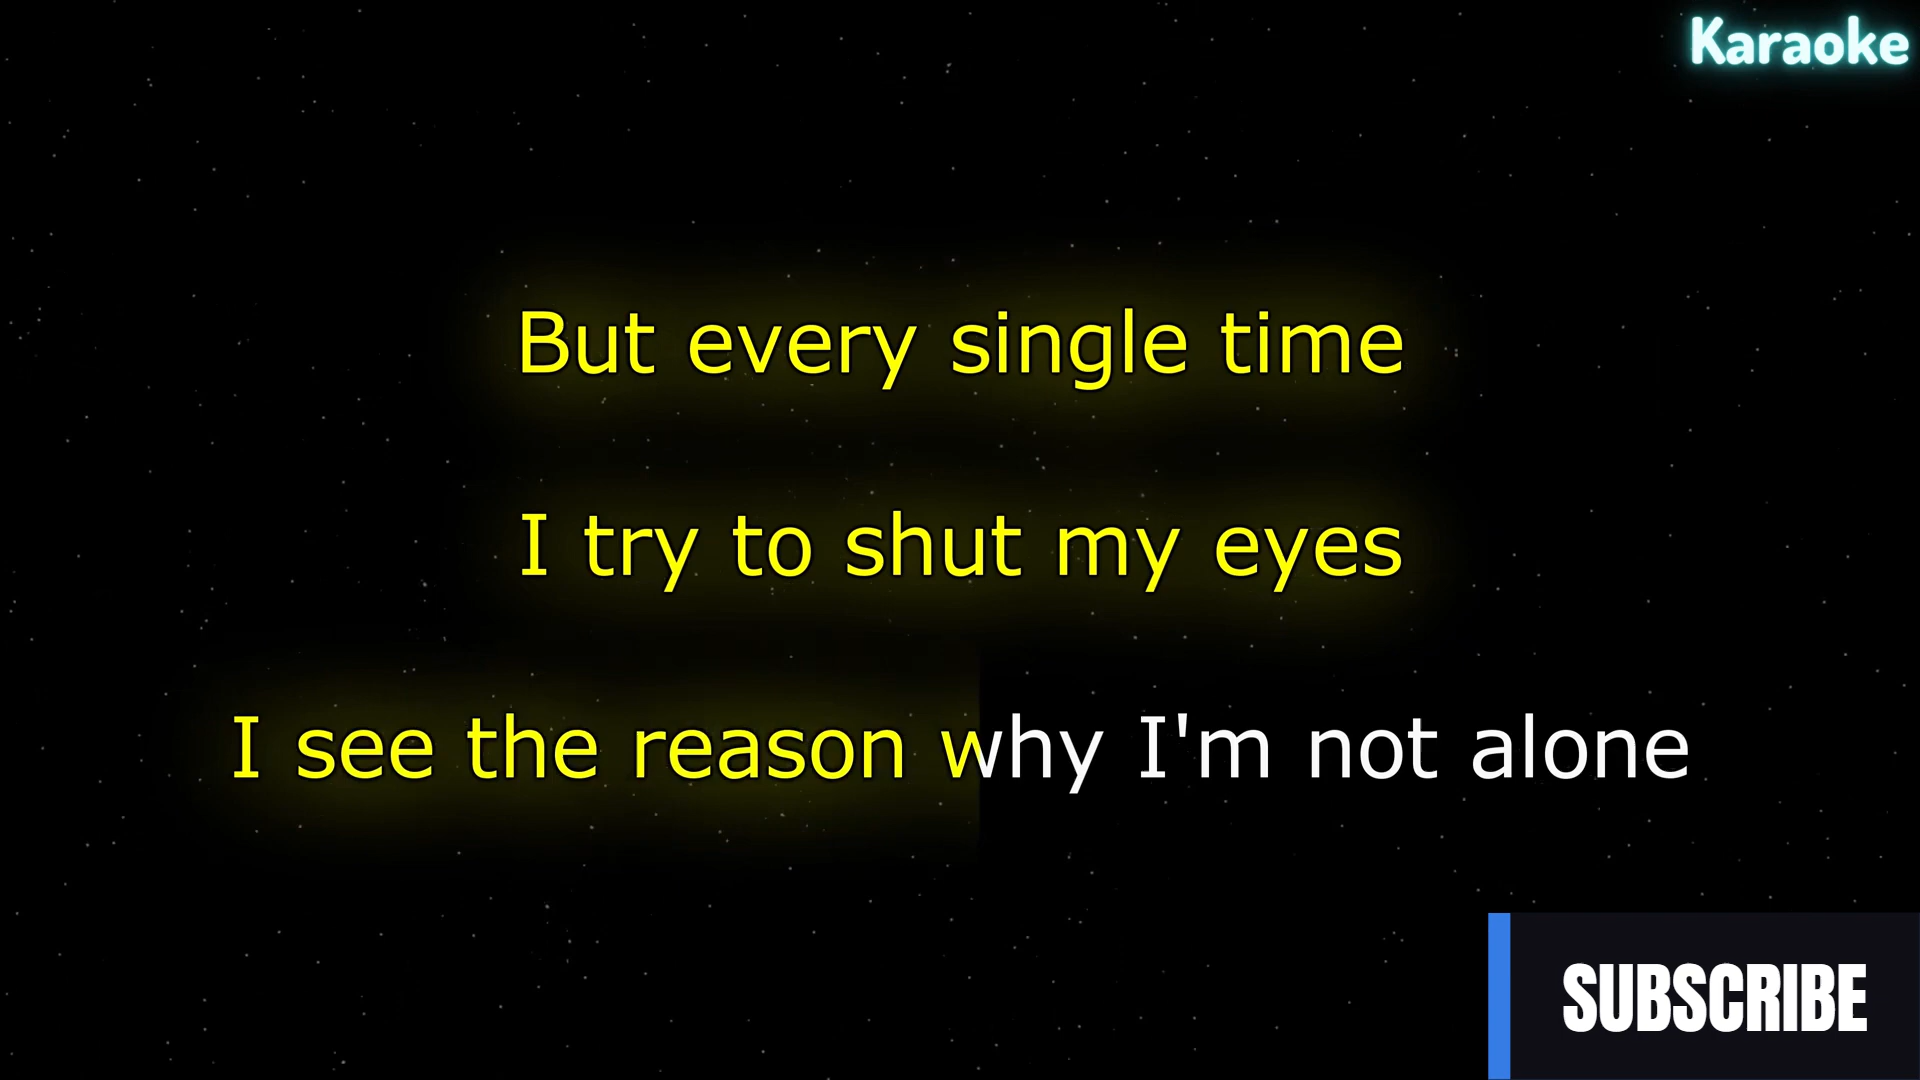 Karaoke
But every single time
I try to shut my eyes
I see the reason why I'm not alone
SUBSCRIBE